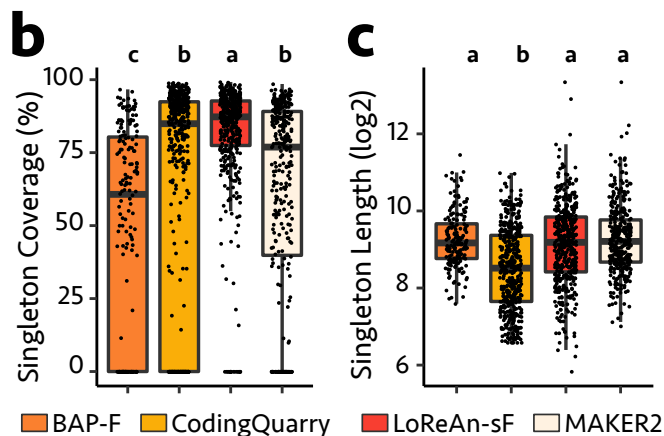 b
c b a b
Singleton Coverage (%)
100
75
50
25
0
c
a b a a
Singleton Length (log2)
12
10
8
6
BAP-F CodingQuarry LoReAn-sF MAKER2